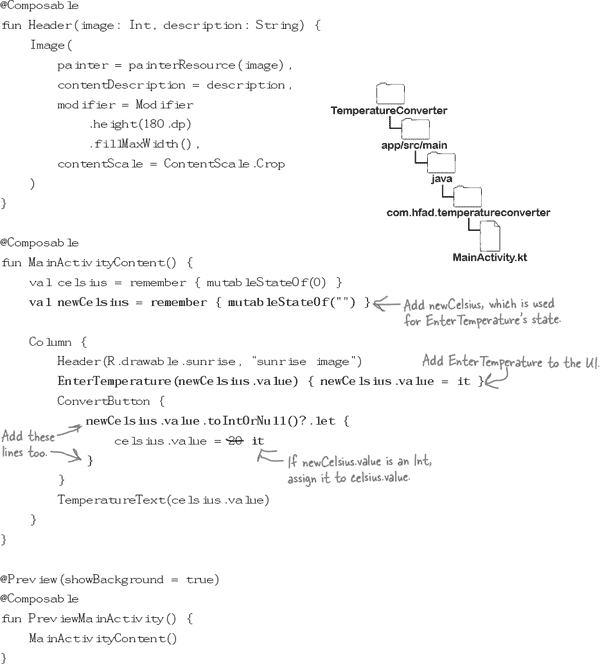 @Composable
fun Header(image: Int, description: String) {
    Image(
        painter = painterResource(image),
        contentDescription = description,
        modifier = Modifier
            .height(180.dp)
            .fillMaxWidth(),
        contentScale = ContentScale.Crop
    )
}
TemperatureConverter
app/src/main
java
com.hfad.temperatureconverter
MainActivity.kt
@Composable
fun MainActivityContent() {
    val celsius = remember { mutableStateOf(0) }
    val newCelsius = remember { mutableStateOf("") }
Add newCelsius, which is used
for EnterTemperature's state.
    Column {
        Header(R.drawable.sunrise, "sunrise image")
Add EnterTemperature to the UI.
        EnterTemperature(newCelsius.value) { newCelsius.value = it }
        ConvertButton {
            newCelsius.value.toIntOrNull()?.let {
Add these
lines too.
                celsius.value = 20 it
            }
If newCelsius.value is an Int,
assign it to celsius.value.
        }
        TemperatureText(celsius.value)
    }
}
@Preview(showBackground = true)
@Composable
fun PreviewMainActivity() {
    MainActivityContent()
}